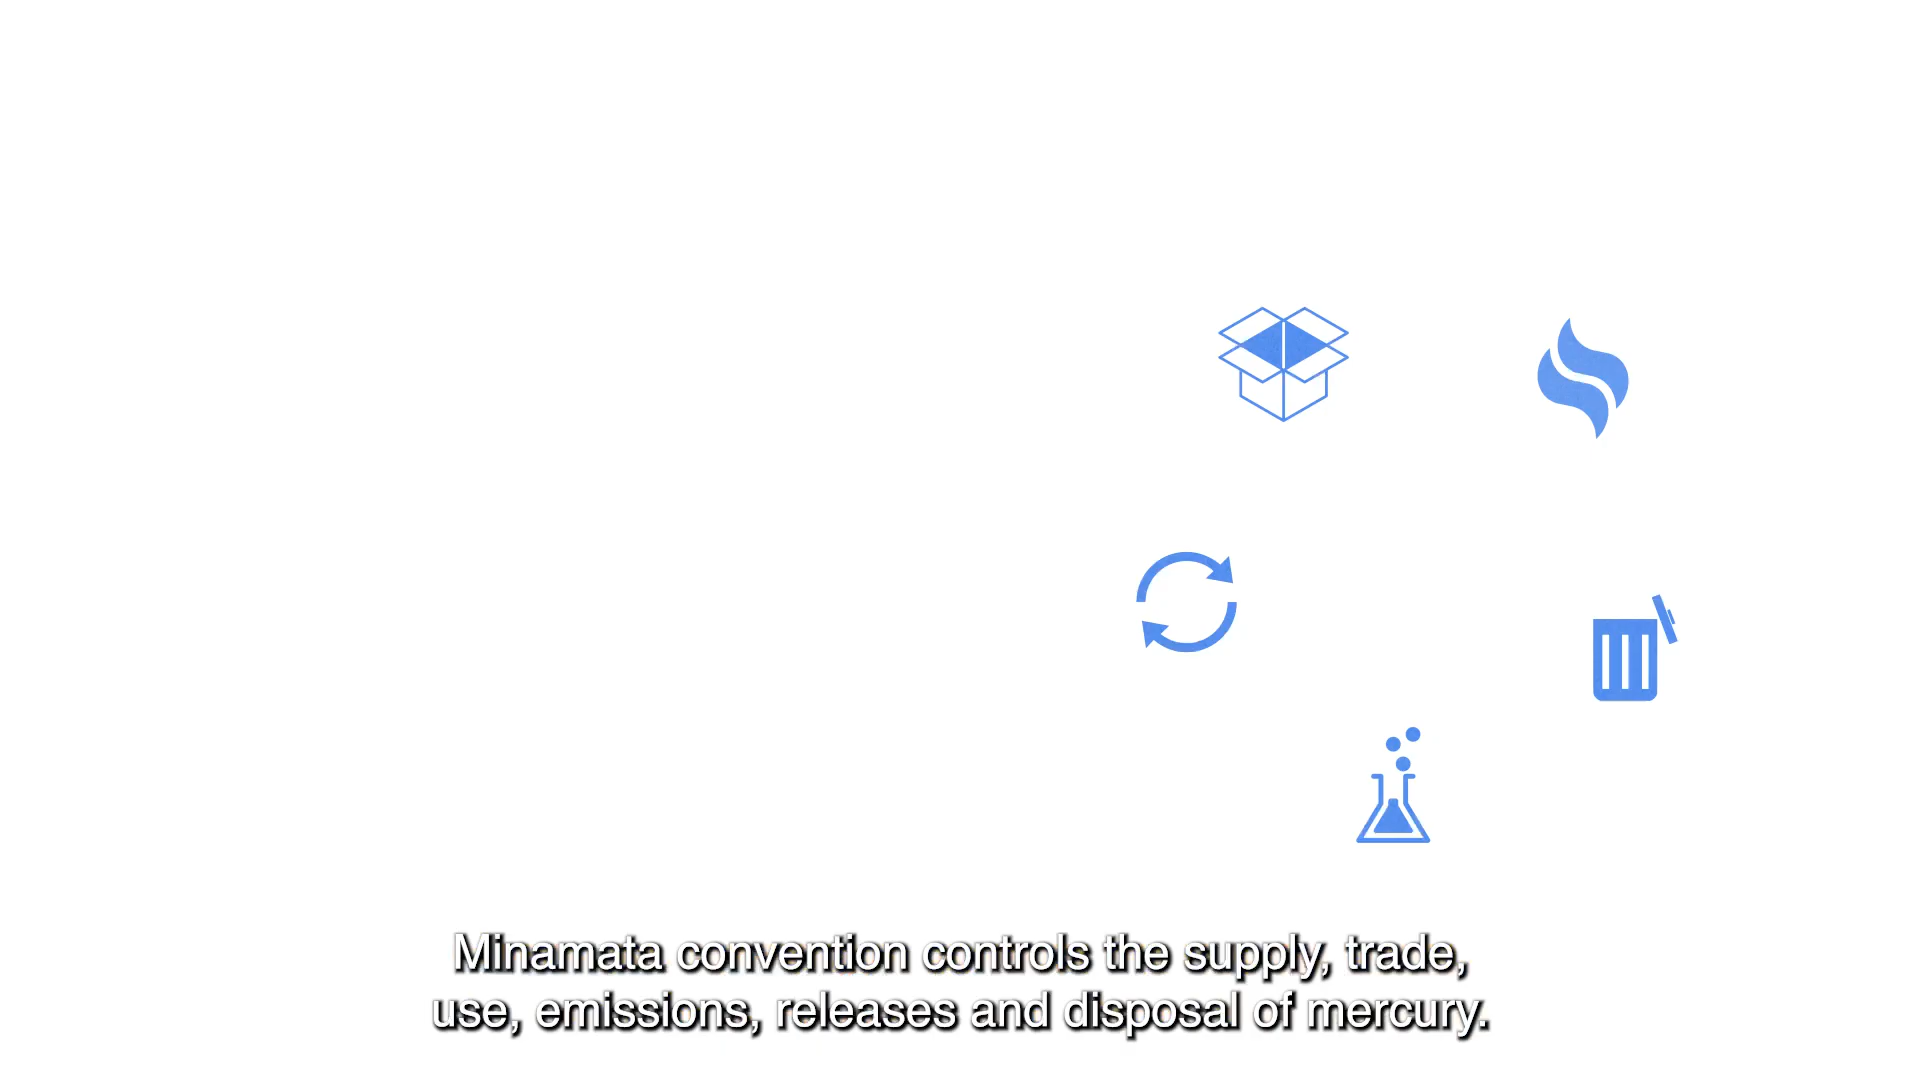 Minamata convention controls the supply, trade,
use, emissions, releases and disposal of mercury.